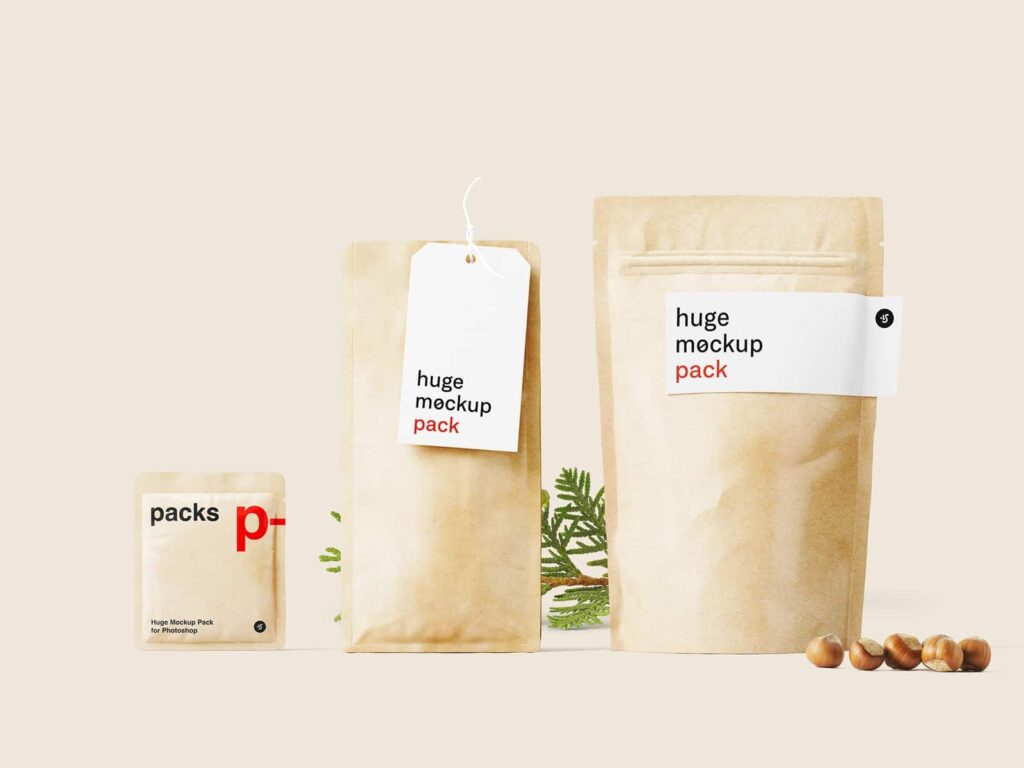 packs
p-
Huge Mockup Pack
for Photoshop
huge
møckup
pack
huge
møckup
pack